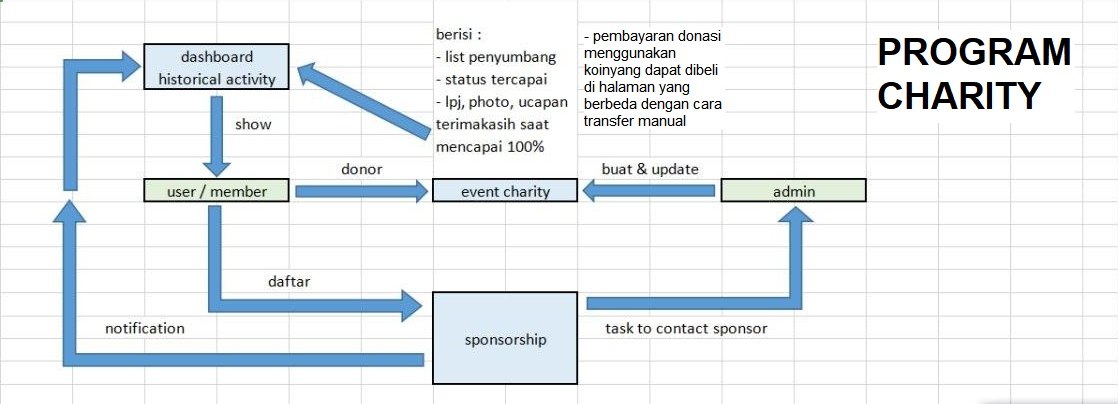 dashboard
historical activity
show
user / member
donor
berisi :
- list penyumbang
- status tercapai
- lpj, photo, ucapan
terimakasih saat
mencapai 100%
- pembayaran donasi
menggunakan
koinyang dapat dibeli
di halaman yang
berbeda dengan cara
transfer manual
PROGRAM
CHARITY
event charity
buat & update
admin
daftar
notification
sponsorship
task to contact sponsor